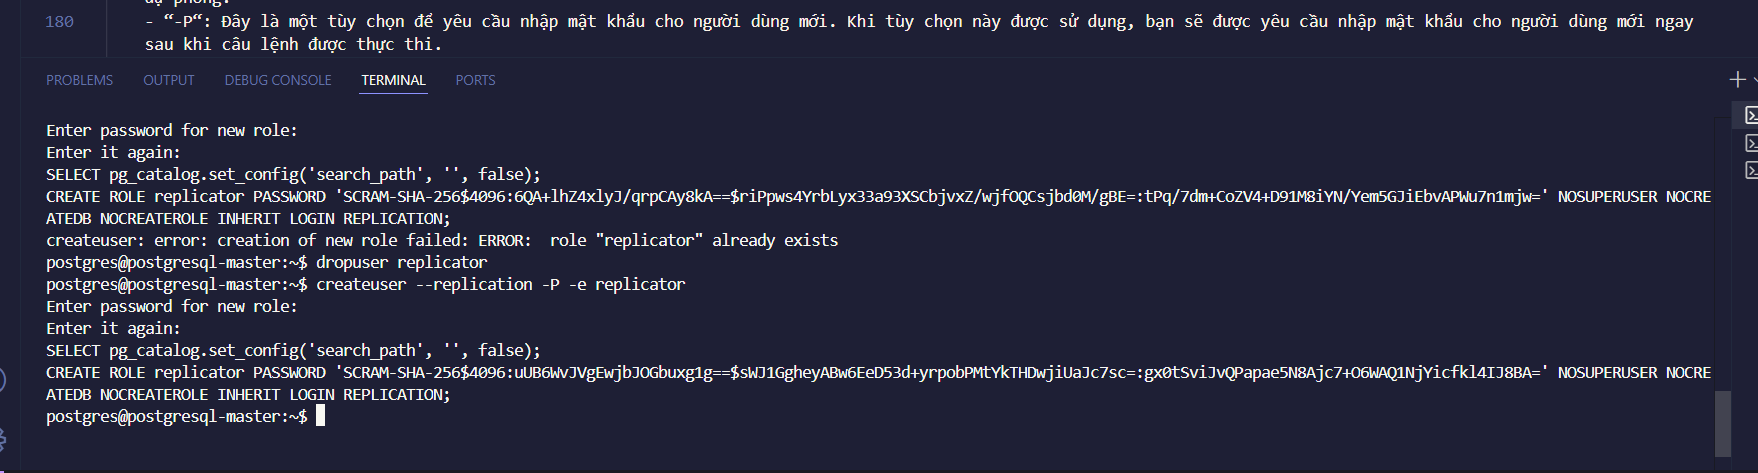 dự phòng.
180 - “-P“: Đây là một tùy chọn để yêu cầu nhập mật khẩu cho người dùng mới. Khi tùy chọn này được sử dụng, bạn sẽ được yêu cầu nhập mật khẩu cho người dùng mới ngay
sau khi câu lệnh được thực thi.
PROBLEMS OUTPUT DEBUG CONSOLE TERMINAL PORTS
Enter password for new role:
Enter it again:
SELECT pg_catalog.set_config('search_path', '', false);
CREATE ROLE replicator PASSWORD 'SCRAM-SHA-256$4096:6QA+lhZ4xlyJ/qrpCAy8kA==$riPpws4YrbLyx33a93XSCbjvxZ/wjfOQCsjbd0M/gBE=:tPq/7dm+CoZV4+D91M8iYN/Yem5GJiEbvAPWu7n1mjw=' NOSUPERUSER NOCRE
ATEDB NOCREATEROLE INHERIT LOGIN REPLICATION;
createuser: error: creation of new role failed: ERROR:  role "replicator" already exists
postgres@postgresql-master:~$ dropuser replicator
postgres@postgresql-master:~$ createuser --replication -P -e replicator
Enter password for new role:
Enter it again:
SELECT pg_catalog.set_config('search_path', '', false);
CREATE ROLE replicator PASSWORD 'SCRAM-SHA-256$4096:uUB6WvJVgEwjbJOGbuxg1g==$sWJ1GgheyABw6EeD53d+yrpobPMtYkTHDwjiUaJc7sc=:gx0tSviJvQPapae5N8Ajc7+O6WAQ1NjYicfkl4IJ8BA=' NOSUPERUSER NOCRE
ATEDB NOCREATEROLE INHERIT LOGIN REPLICATION;
postgres@postgresql-master:~$